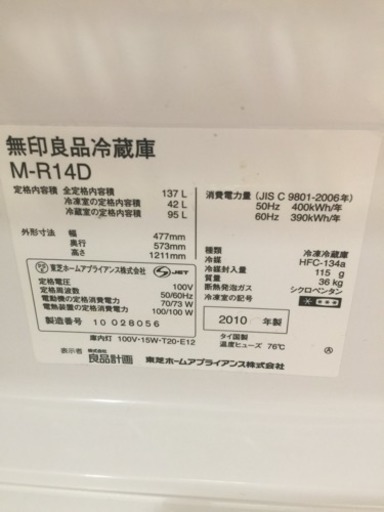 無印良品冷蔵庫
M-R14D
定格内容積 全定格内容積 137 L
冷凍室の定格内容積 42 L
冷蔵室の定格内容積 95 L
外形寸法 幅 477mm
奥行 573mm
高さ 1211mm
消費電力量 (JIS C 9801-2006年)
50Hz 400kWh/年
60Hz 390kWh/年
種類 冷凍冷蔵庫
冷媒 HFC-134a
冷媒封入量 115 g
質量 36 kg
断熱発泡ガス シクロペンタン
冷凍室の記号
東芝ホームアプライアンス株式会社 JET
定格電圧 100V
定格周波数 50/60Hz
電動機の定格消費電力 70/73 W
電熱装置の定格消費電力 100/100 W
製造番号 10 028056
2010 年製
タイ国製
温度ヒューズ 76℃
庫内灯 100V・15W・T20・E12
表示者 株式会社 良品計画 東芝ホームアプライアンス株式会社